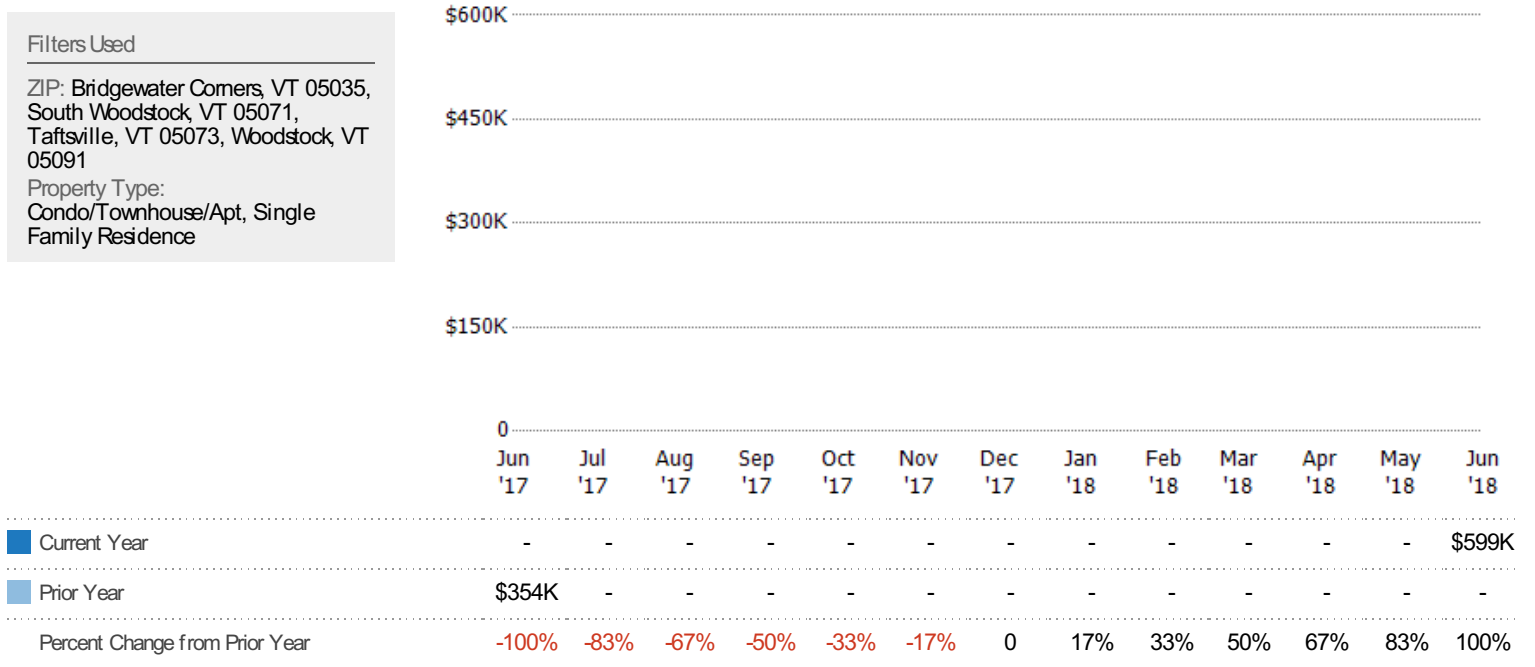 Filters Used
ZIP: Bridgewater Corners, VT 05035,
South Woodstock, VT 05071,
Taftsville, VT 05073, Woodstock, VT
05091
Property Type:
Condo/Townhouse/Apt, Single
Family Residence
$600K
$450K
$300K
$150K
0
Jun Jul Aug Sep Oct Nov Dec Jan Feb Mar Apr May Jun
'17 '17 '17 '17 '17 '17 '17 '18 '18 '18 '18 '18 '18
Current Year - - - - - - - - - - - - $599K
Prior Year $354K - - - - - - - - - - - -
Percent Change from Prior Year -100% -83% -67% -50% -33% -17% 0 17% 33% 50% 67% 83% 100%